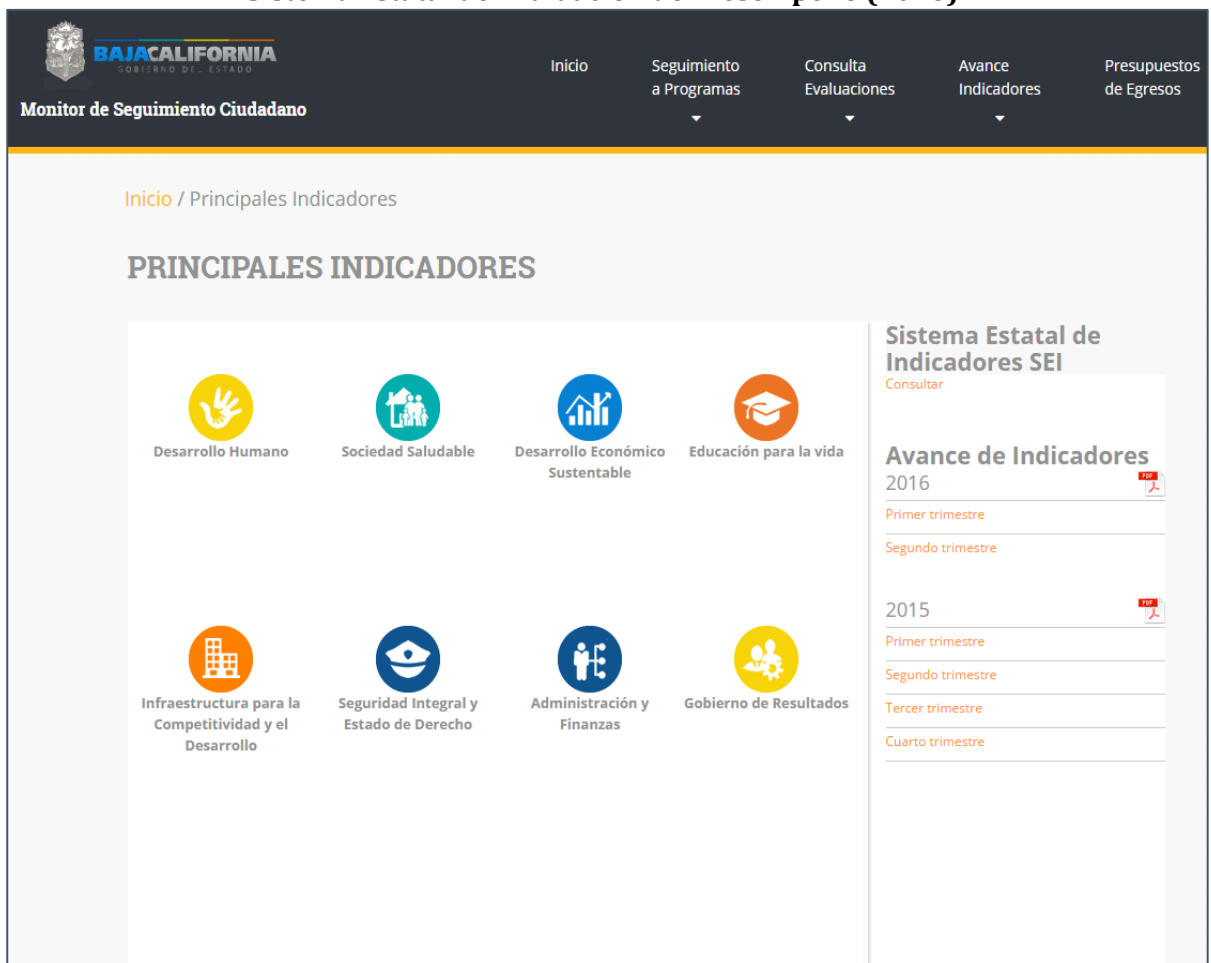 BAJACALIFORNIA
GOBIERNO DEL ESTADO
Monitor de Seguimiento Ciudadano
Inicio
Seguimiento
a Programas
Consulta
Evaluaciones
Avance
Indicadores
Presupuestos
de Egresos
Inicio / Principales Indicadores
PRINCIPALES INDICADORES
Desarrollo Humano
Sociedad Saludable
Desarrollo Económico
Sustentable
Educación para la vida
Infraestructura para la
Competitividad y el
Desarrollo
Seguridad Integral y
Estado de Derecho
Administración y
Finanzas
Gobierno de Resultados
Sistema Estatal de
Indicadores SEI
Consultar
Avance de Indicadores
2016
PDF
Primer trimestre
Segundo trimestre
2015
PDF
Primer trimestre
Segundo trimestre
Tercer trimestre
Cuarto trimestre